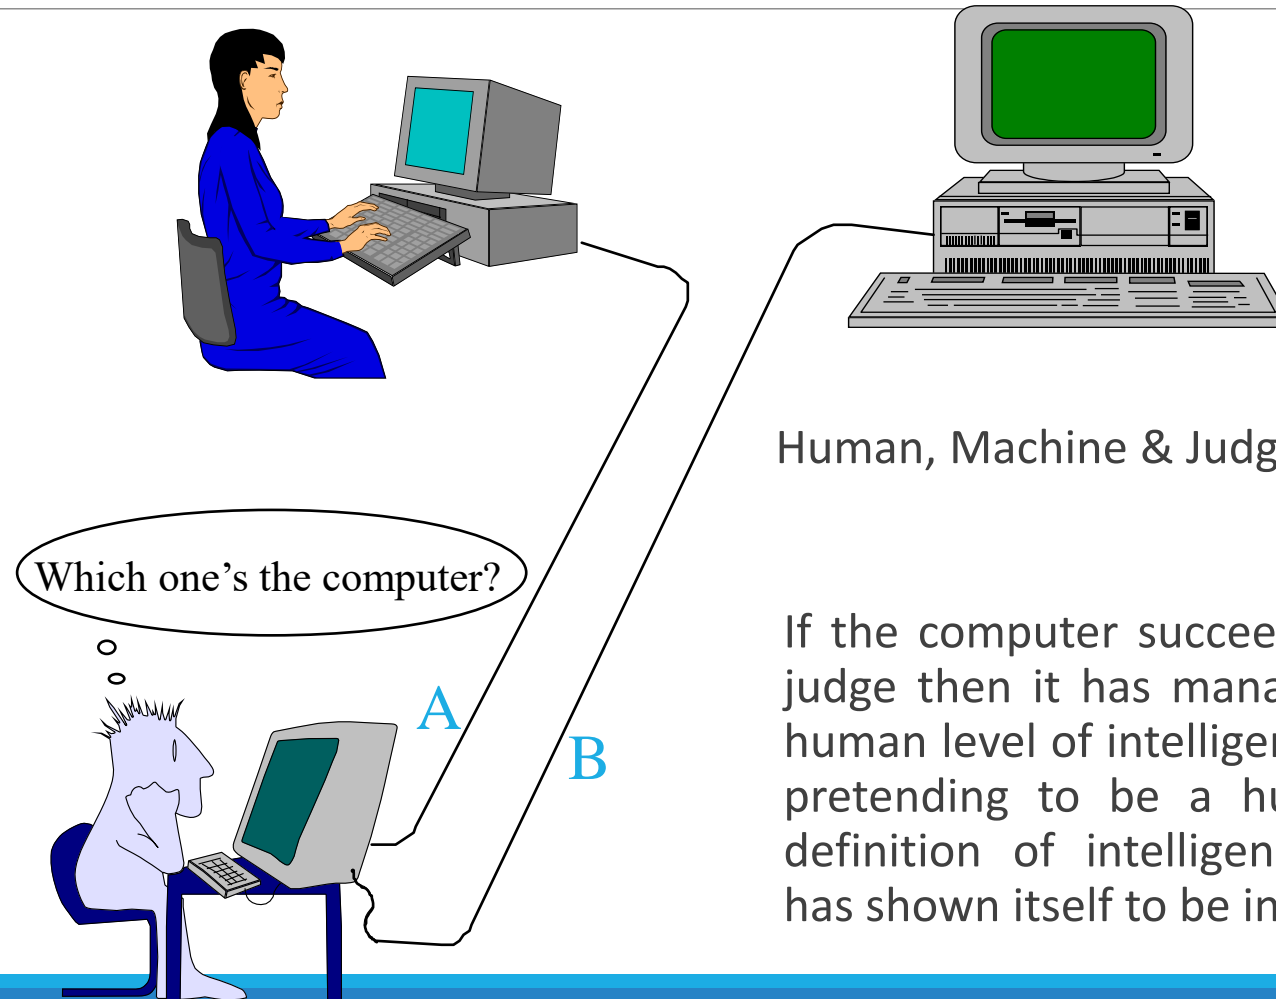 Human, Machine & Judg
Which one's the computer?
If the computer succee
judge then it has mana
human level of intelliger
pretending to be a hu
definition of intelligen
has shown itself to be in
A
B